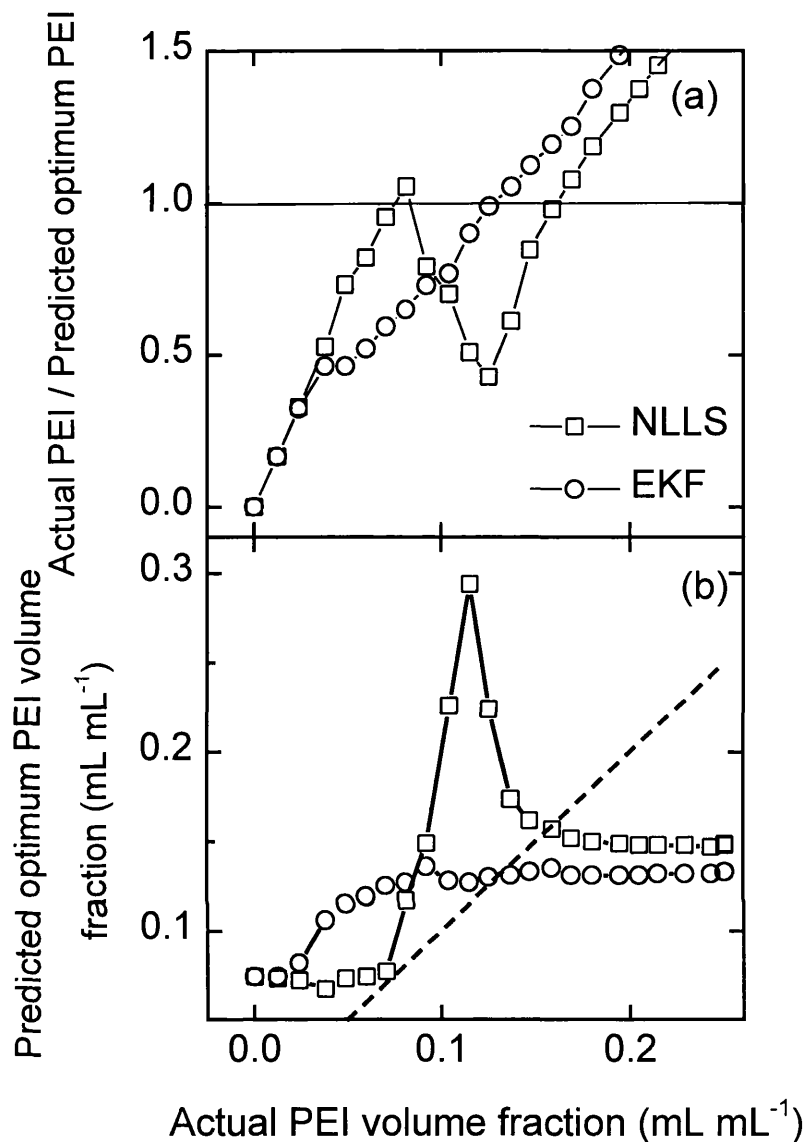 Actual PEI / Predicted optimum PEI
1.5
1.0
0.5
0.0
(a)
NLLS
EKF
Predicted optimum PEI volume
fraction (mL mL⁻¹)
0.3
0.2
0.1
(b)
0.0
0.1
0.2
Actual PEI volume fraction (mL mL⁻¹)